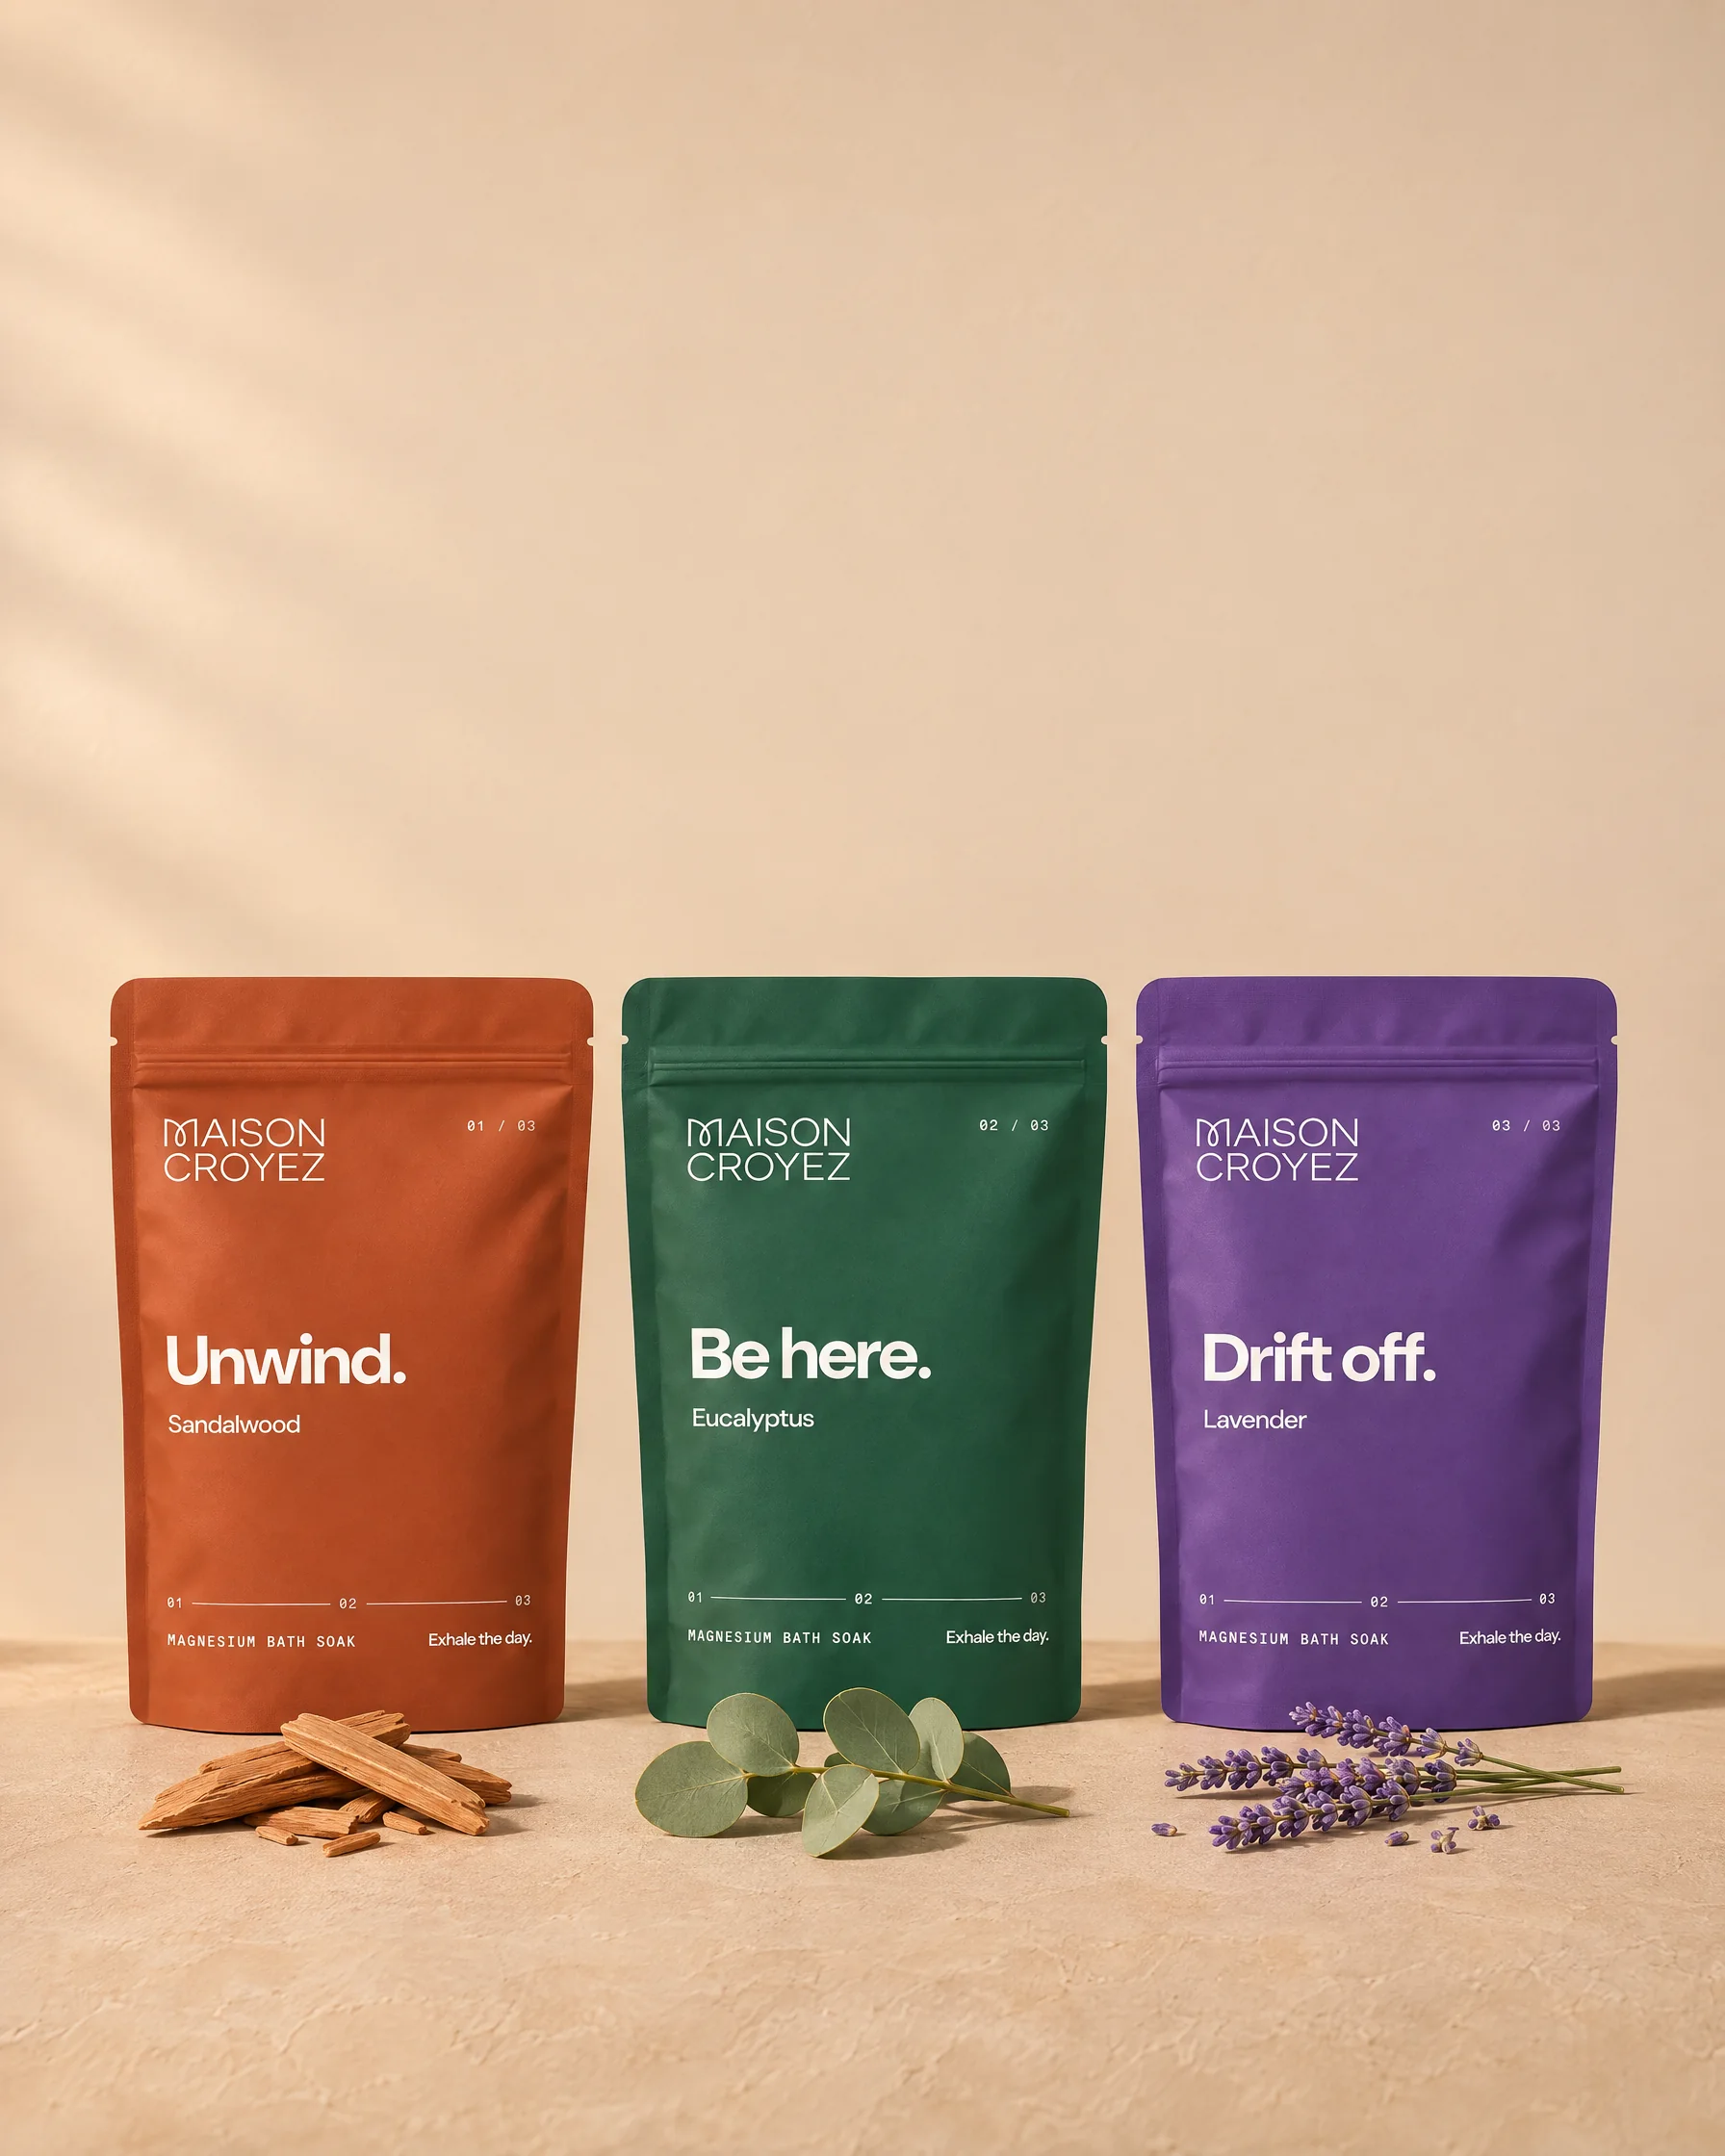 MAISON
CROYEZ
01 / 03
Unwind.
Sandalwood
01 02 03
MAGNESIUM BATH SOAK
Exhale the day.
MAISON
CROYEZ
02 / 03
Be here.
Eucalyptus
01 02 03
MAGNESIUM BATH SOAK
Exhale the day.
MAISON
CROYEZ
03 / 03
Drift off.
Lavender
01 02 03
MAGNESIUM BATH SOAK
Exhale the day.